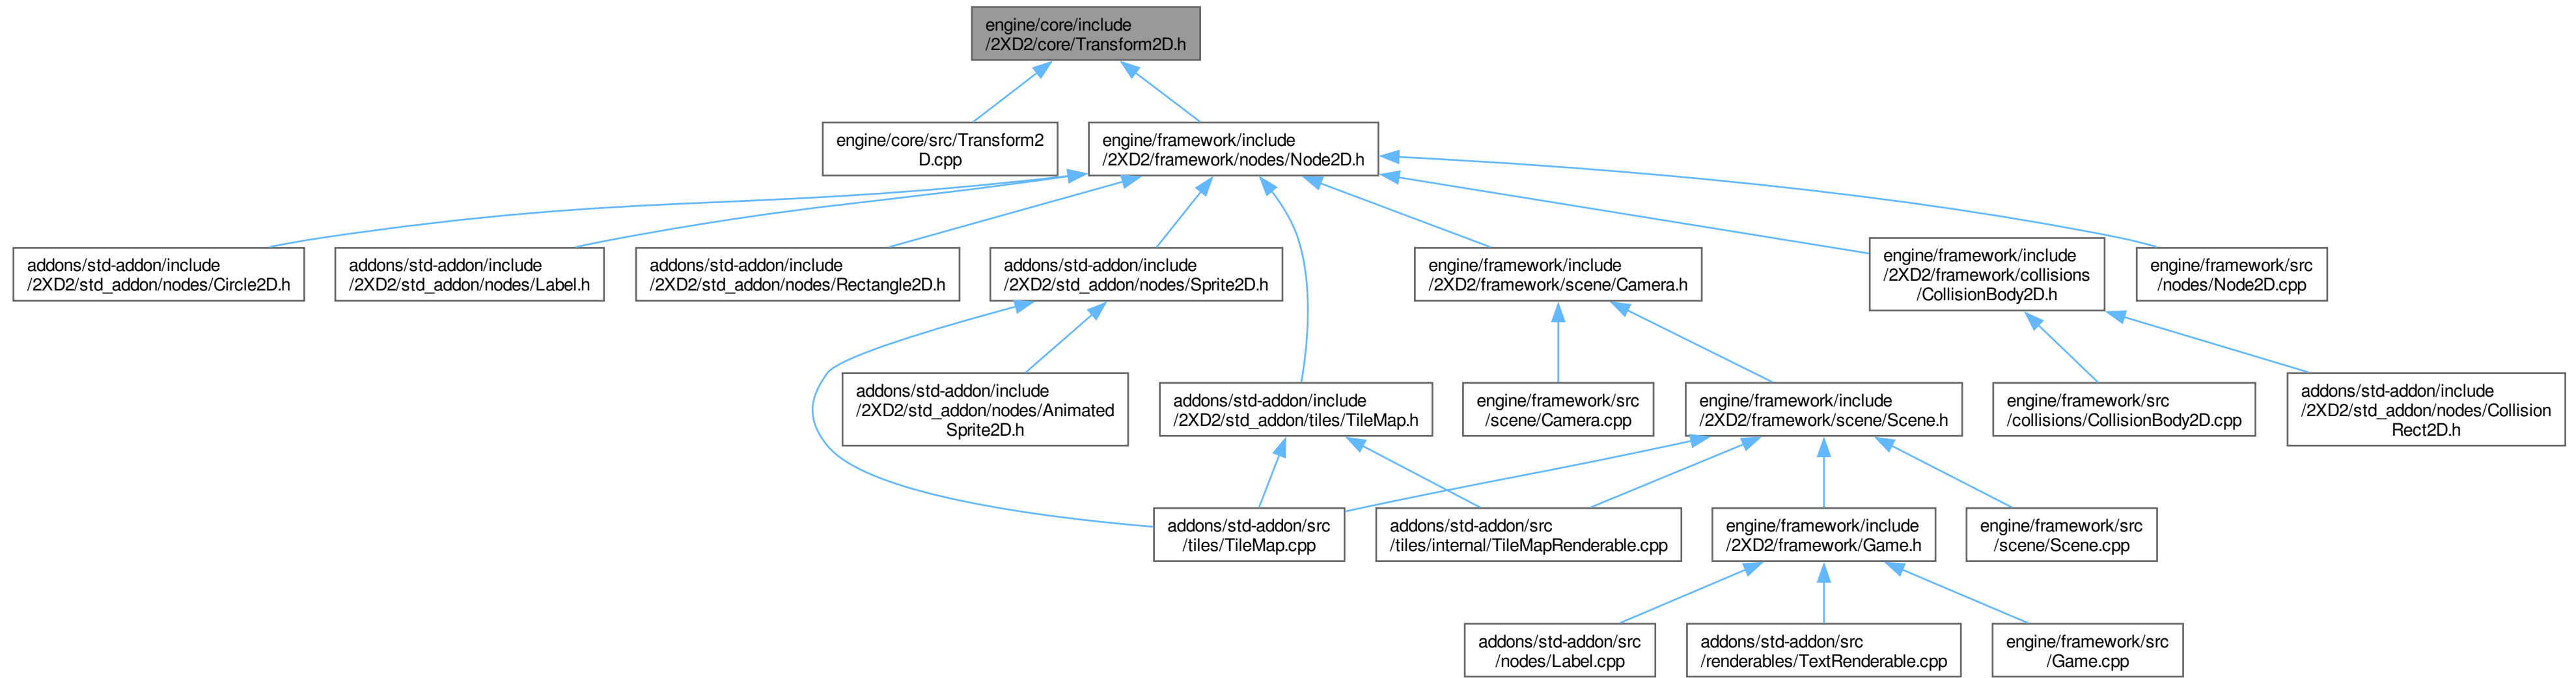 engine/core/include
/2XD2/core/Transform2D.h
engine/core/src/Transform2
D.cpp
engine/framework/include
/2XD2/framework/nodes/Node2D.h
addons/std-addon/include
/2XD2/std_addon/nodes/Circle2D.h
addons/std-addon/include
/2XD2/std_addon/nodes/Label.h
addons/std-addon/include
/2XD2/std_addon/nodes/Rectangle2D.h
addons/std-addon/include
/2XD2/std_addon/nodes/Sprite2D.h
engine/framework/include
/2XD2/framework/scene/Camera.h
engine/framework/include
/2XD2/framework/collisions
/CollisionBody2D.h
engine/framework/src
/nodes/Node2D.cpp
addons/std-addon/include
/2XD2/std_addon/nodes/Animated
Sprite2D.h
addons/std-addon/include
/2XD2/std_addon/tiles/TileMap.h
engine/framework/src
/scene/Camera.cpp
engine/framework/include
/2XD2/framework/scene/Scene.h
engine/framework/src
/collisions/CollisionBody2D.cpp
addons/std-addon/include
/2XD2/std_addon/nodes/Collision
Rect2D.h
addons/std-addon/src
/tiles/TileMap.cpp
addons/std-addon/src
/tiles/internal/TileMapRenderable.cpp
engine/framework/include
/2XD2/framework/Game.h
engine/framework/src
/scene/Scene.cpp
addons/std-addon/src
/nodes/Label.cpp
addons/std-addon/src
/renderables/TextRenderable.cpp
engine/framework/src
/Game.cpp